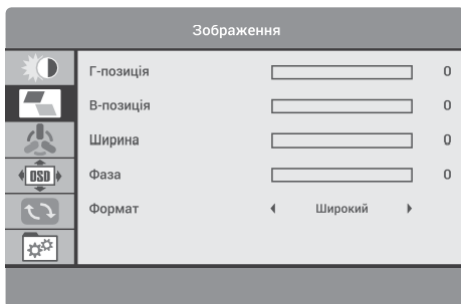 Зображення
Г-позиція 0
В-позиція 0
Ширина 0
Фаза 0
OSD
Формат Широкий